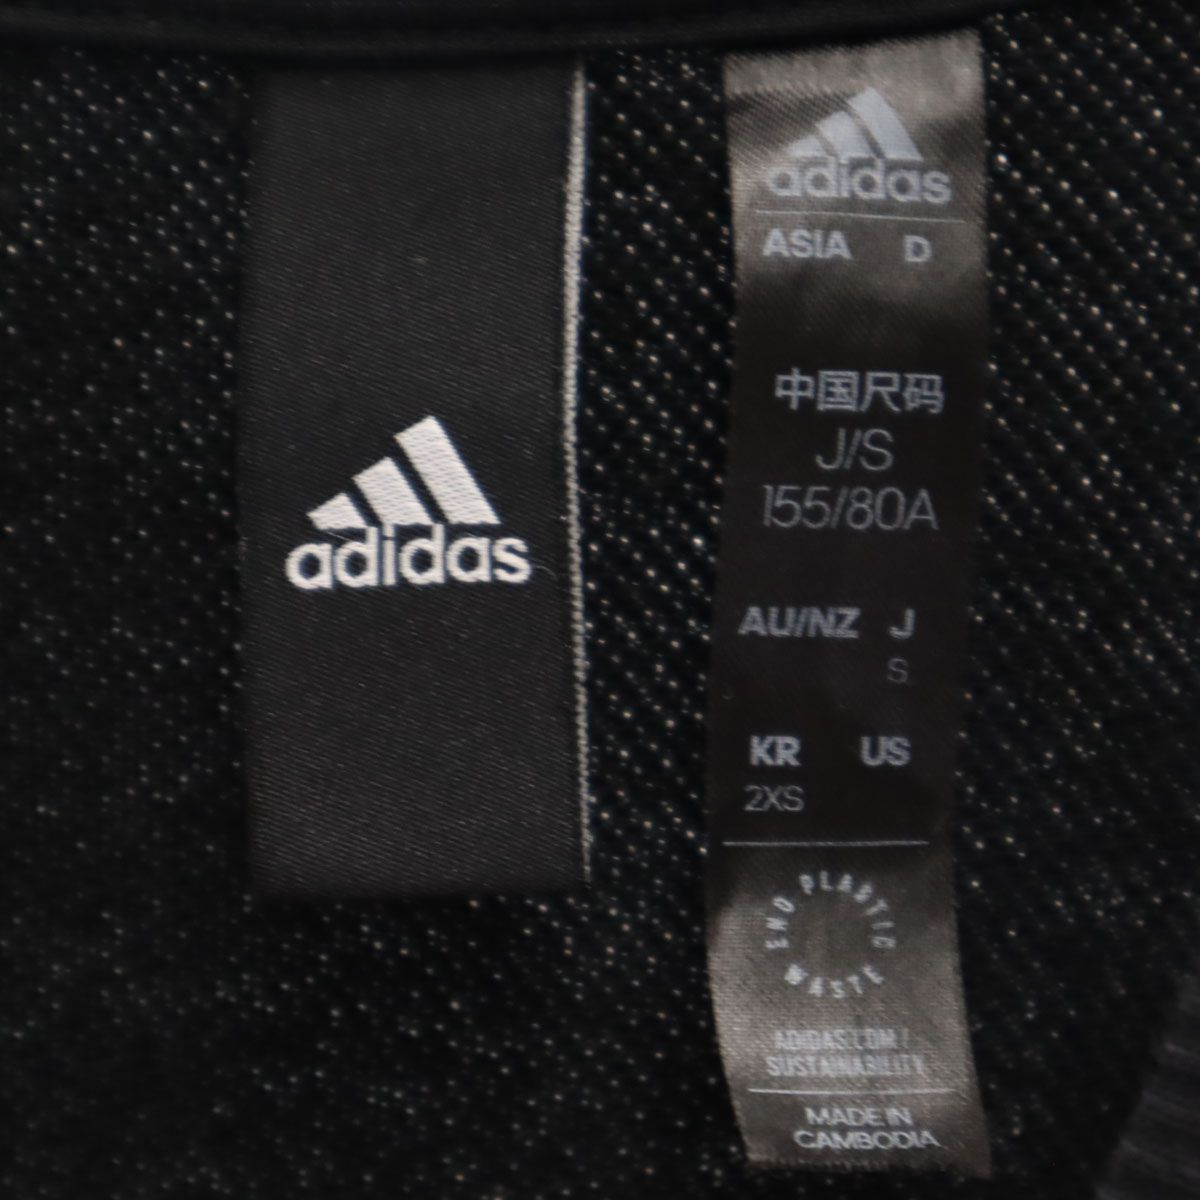 adidas
adidas
ASIA D
中国尺码
J/S
155/80A
AU/NZ J
S
KR US
2XS
END PLASTIC WASTE
ADIDAS.COM/
SUSTAINABILITY
MADE IN
CAMBODIA